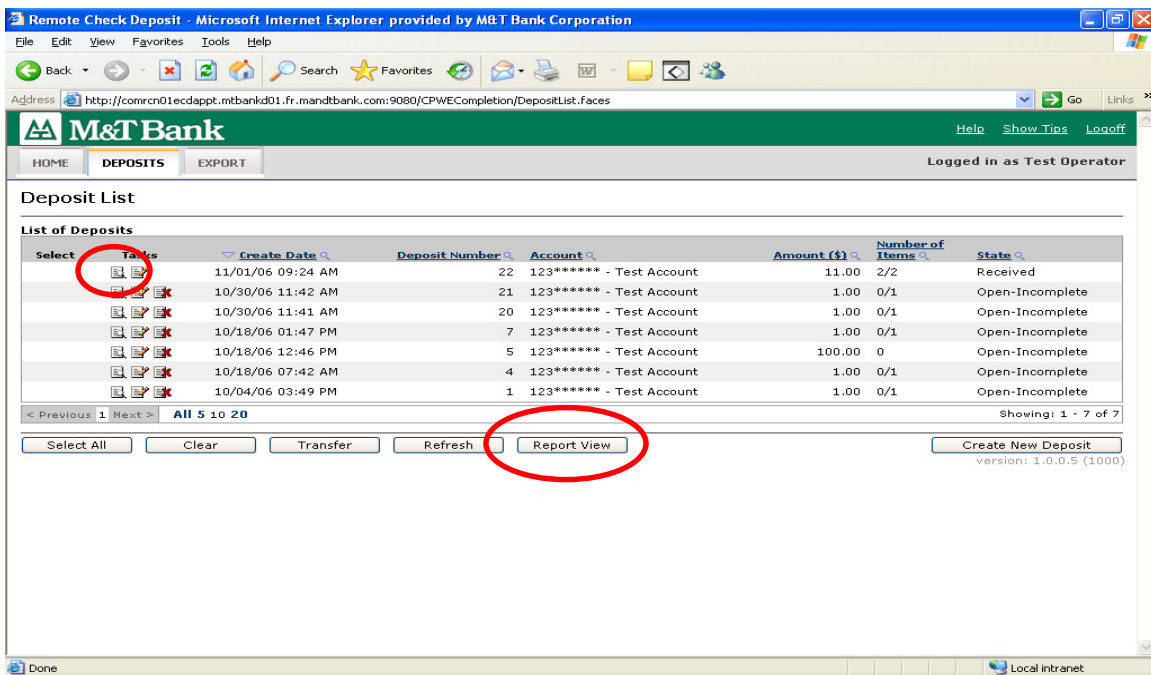 Remote Check Deposit - Microsoft Internet Explorer provided by M&T Bank Corporation
File Edit View Favorites Tools Help
Back Search Favorites
Address http://comrcn01ecdappt.mtbankd01.fr.mandtbank.com:9080/CPWECompletion/DepositList.faces Go Links »
M&T Bank Help Show Tips Logoff
HOME DEPOSITS EXPORT Logged in as Test Operator
Deposit List
List of Deposits
Select Tasks Create Date Deposit Number Account Amount ($) Number of Items State
11/01/06 09:24 AM 22 123****** - Test Account 11.00 2/2 Received
10/30/06 11:42 AM 21 123****** - Test Account 1.00 0/1 Open-Incomplete
10/30/06 11:41 AM 20 123****** - Test Account 1.00 0/1 Open-Incomplete
10/18/06 01:47 PM 7 123****** - Test Account 1.00 0/1 Open-Incomplete
10/18/06 12:46 PM 5 123****** - Test Account 100.00 0 Open-Incomplete
10/18/06 07:42 AM 4 123****** - Test Account 1.00 0/1 Open-Incomplete
10/04/06 03:49 PM 1 123****** - Test Account 1.00 0/1 Open-Incomplete
< Previous 1 Next > All 5 10 20 Showing: 1 - 7 of 7
Select All Clear Transfer Refresh Report View Create New Deposit
version: 1.0.0.5 (1000)
Done Local intranet